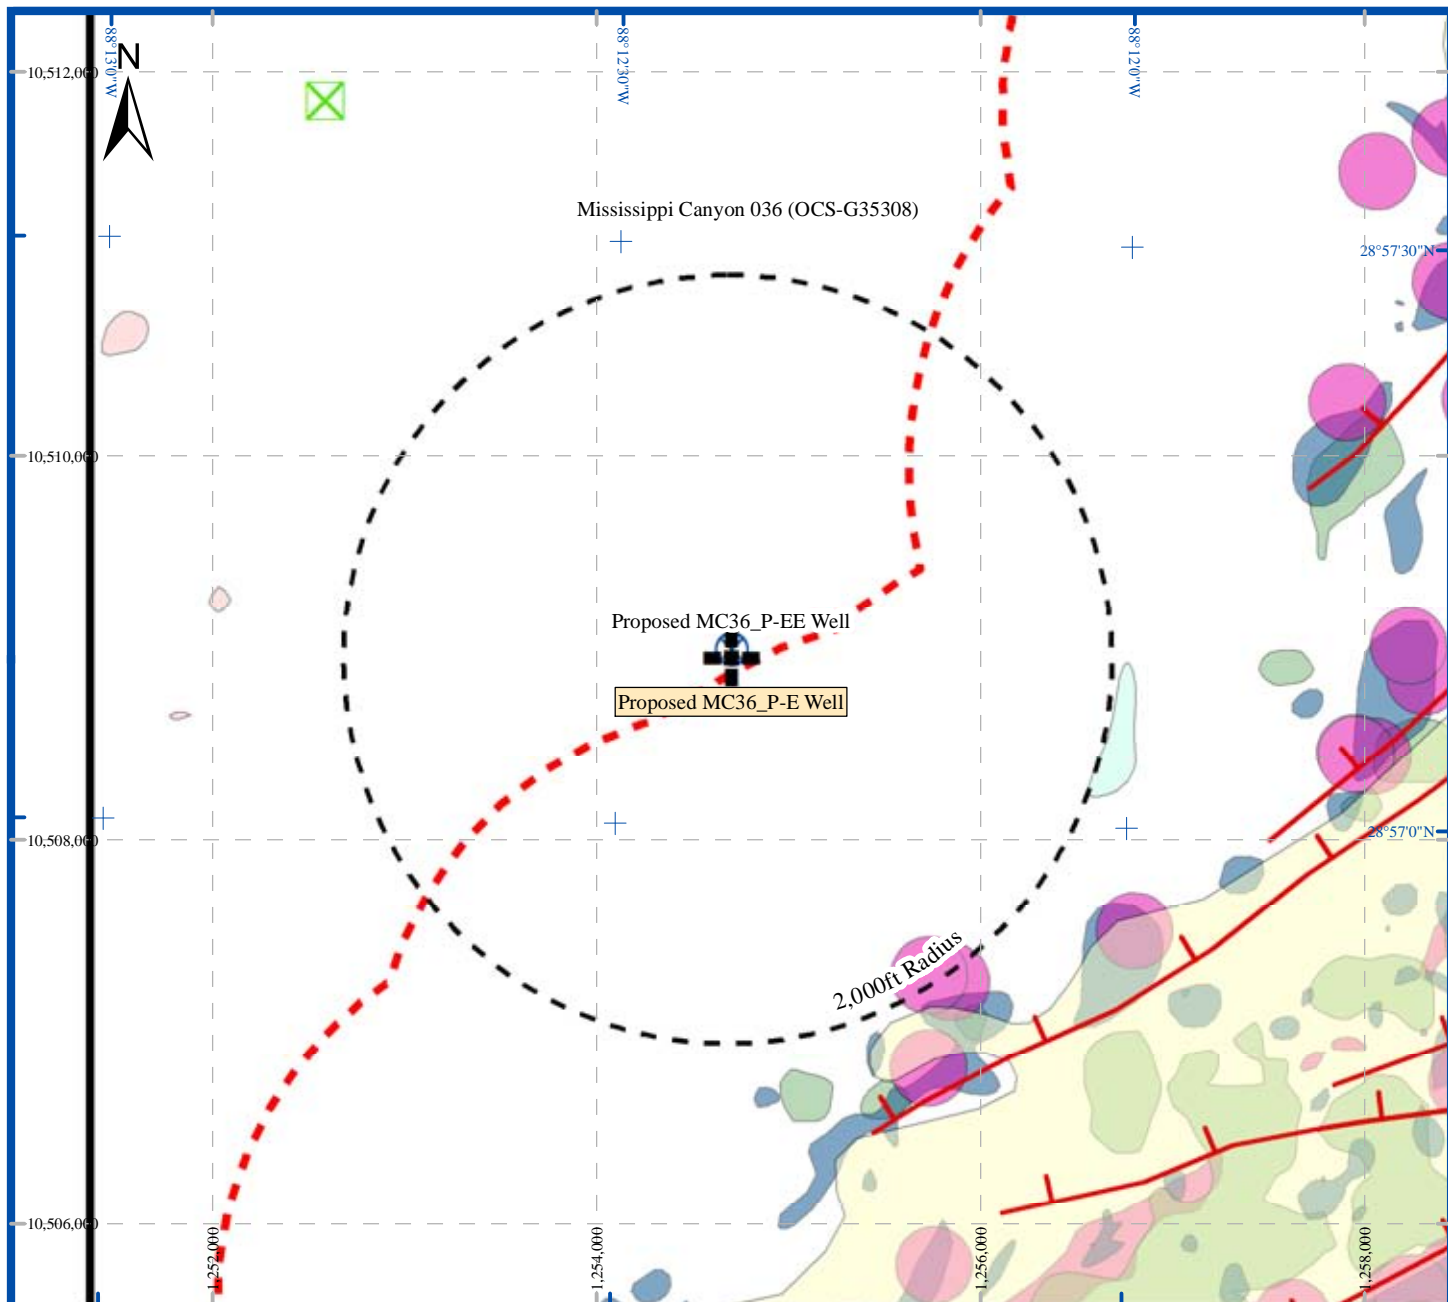 88°13'0"W
88°12'30"W
88°12'0"W
N
10,512,000
Mississippi Canyon 036 (OCS-G35308)
28°57'30"N
10,510,000
Proposed MC36_P-EE Well
Proposed MC36_P-E Well
28°57'0"N
10,508,000
2,000ft Radius
10,506,000
1,252,000
1,254,000
1,256,000
1,258,000